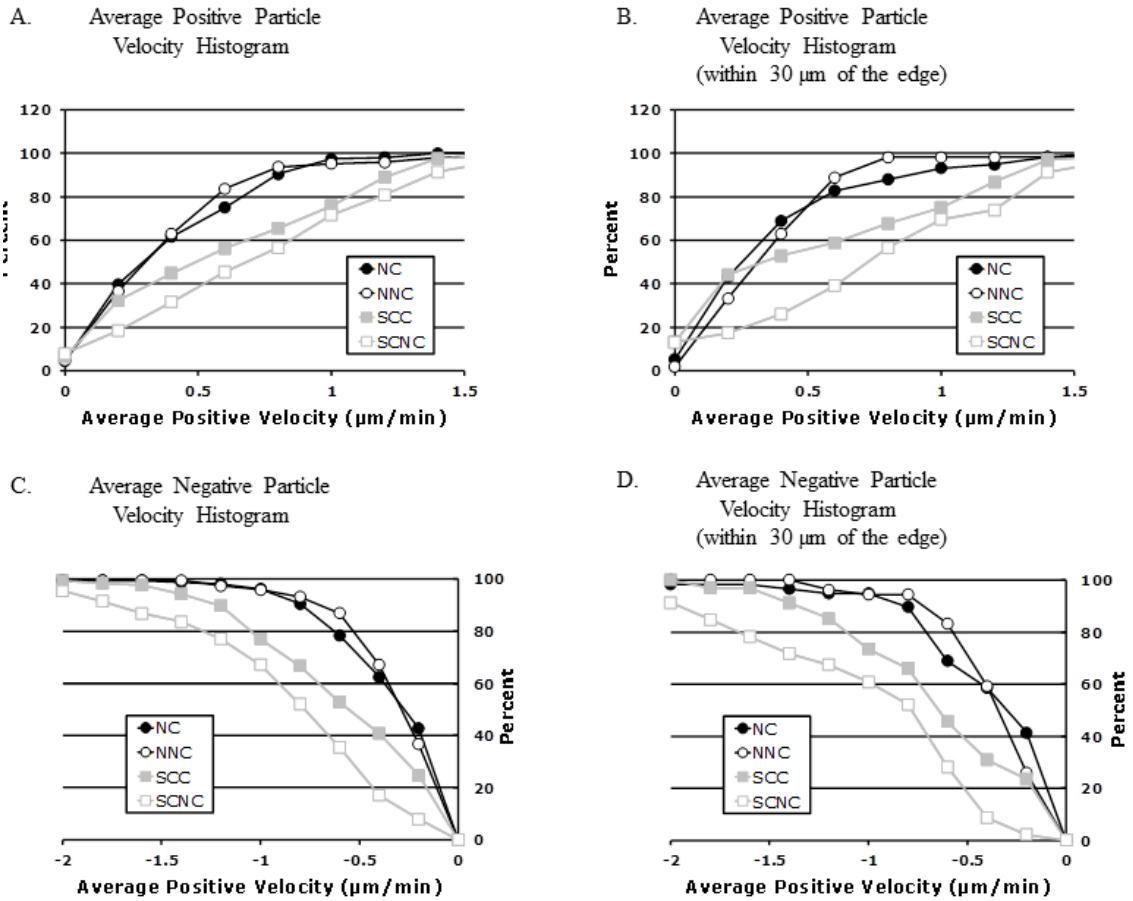 A. Average Positive Particle
Velocity Histogram
120
100
80
60
40
20
0
Percent
NC
NNC
SCC
SCNC
0 0.5 1 1.5
Average Positive Velocity (µm/min)
B. Average Positive Particle
Velocity Histogram
(within 30 µm of the edge)
120
100
80
60
40
20
0
Percent
NC
NNC
SCC
SCNC
0 0.5 1 1.5
Average Positive Velocity (µm/min)
C. Average Negative Particle
Velocity Histogram
100
80
60
40
20
0
Percent
NC
NNC
SCC
SCNC
-2 -1.5 -1 -0.5 0
Average Positive Velocity (µm/min)
D. Average Negative Particle
Velocity Histogram
(within 30 µm of the edge)
100
80
60
40
20
0
Percent
NC
NNC
SCC
SCNC
-2 -1.5 -1 -0.5 0
Average Positive Velocity (µm/min)